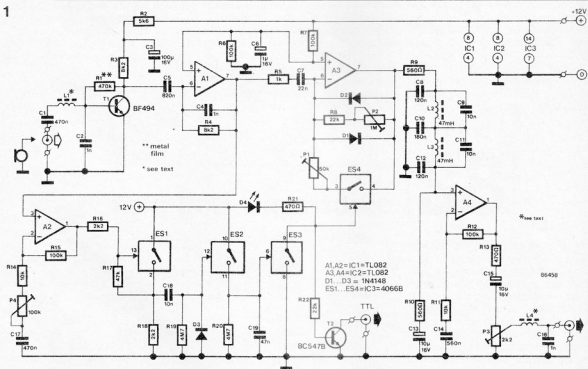 1
R2
5k6
+12V
R3
8k2
C3
100µ
16V
R1**
470k
L1*
C1
470n
C2
1n
T1
BF494
** metal
film
* see text
C5
820n
A1
C4
1n
R4
8k2
R6
100k
C6
1µ
16V
R5
1k
C7
22n
R7
100k
A3
D2
R8
22k
P2
1M
D1
P1
50k
ES4
R9
560Ω
C8
120n
C9
10n
L2
47mH
C10
180n
L3
47mH
C11
10n
C12
120n
IC1
IC2
IC3
8
8
14
4
4
7
0
A4
R12
100k
*see text
R13
470Ω
C15
10µ
16V
86458
A2
R15
100k
R16
2k2
R14
10k
P4
100k
C17
470n
12V
D4
R21
470Ω
ES1
ES2
ES3
R17
47k
C18
10n
R18
2k2
R19
4M7
D3
R20
4M7
C19
47n
A1,A2 = IC1 = TL082
A3,A4 = IC2 = TL082
D1...D3 = 1N4148
ES1...ES4 = IC3 = 4066B
R22
22k
TTL
T2
BC547B
R10
560Ω
C13
10µ
16V
R11
10k
C14
560n
P3
2k2
L4*
C16
1n